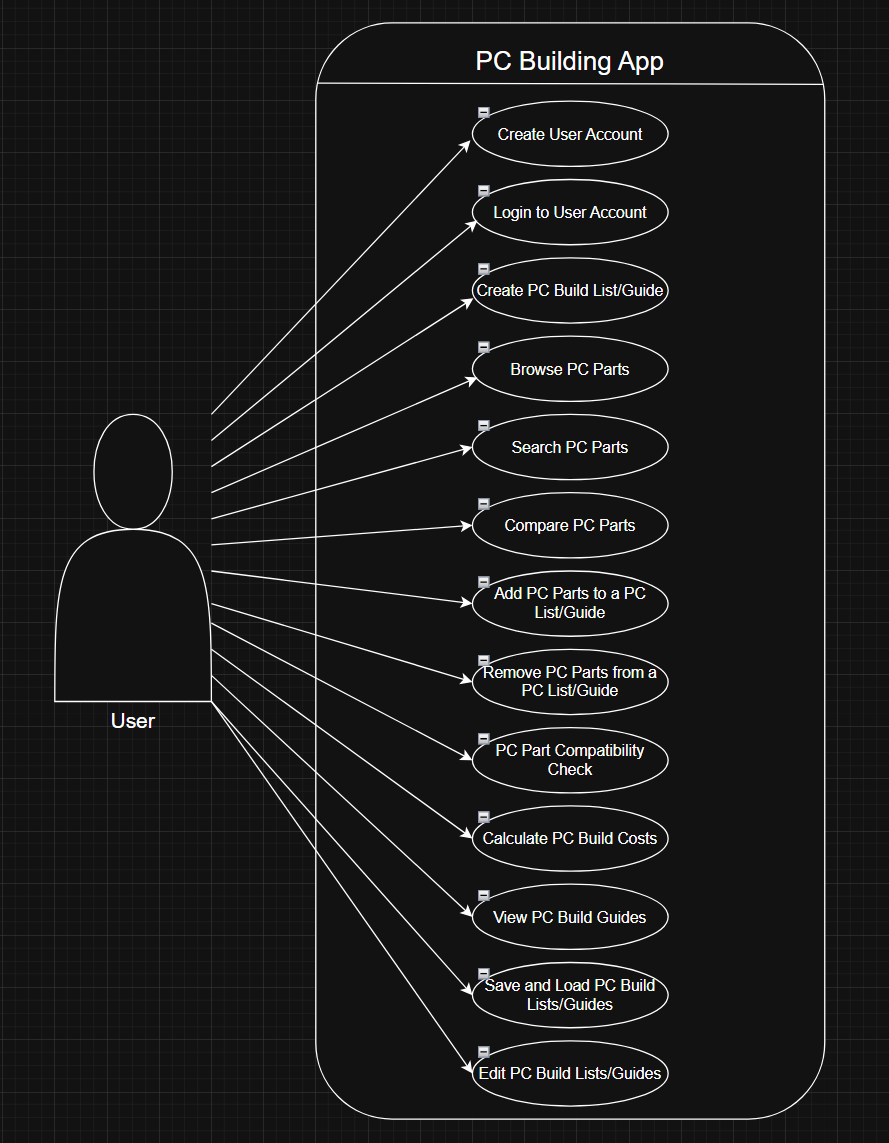 PC Building App
Create User Account
Login to User Account
Create PC Build List/Guide
Browse PC Parts
Search PC Parts
Compare PC Parts
Add PC Parts to a PC
List/Guide
Remove PC Parts from a
PC List/Guide
User
PC Part Compatibility
Check
Calculate PC Build Costs
View PC Build Guides
Save and Load PC Build
Lists/Guides
Edit PC Build Lists/Guides